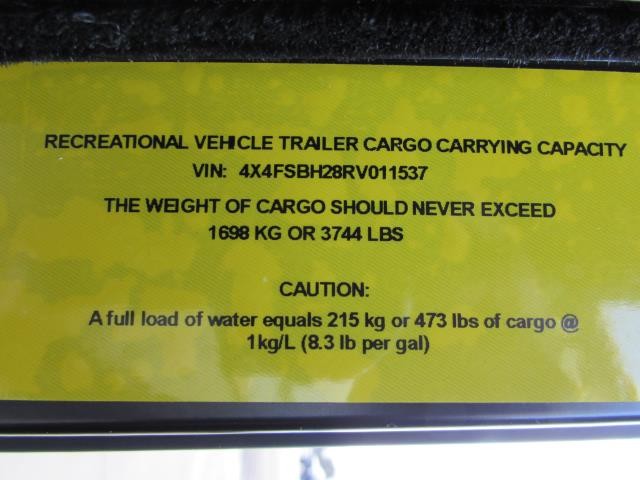 RECREATIONAL VEHICLE TRAILER CARGO CARRYING CAPACITY
VIN: 4X4FSBH28RV011537
THE WEIGHT OF CARGO SHOULD NEVER EXCEED
1698 KG OR 3744 LBS
CAUTION:
A full load of water equals 215 kg or 473 lbs of cargo @
1kg/L (8.3 lb per gal)